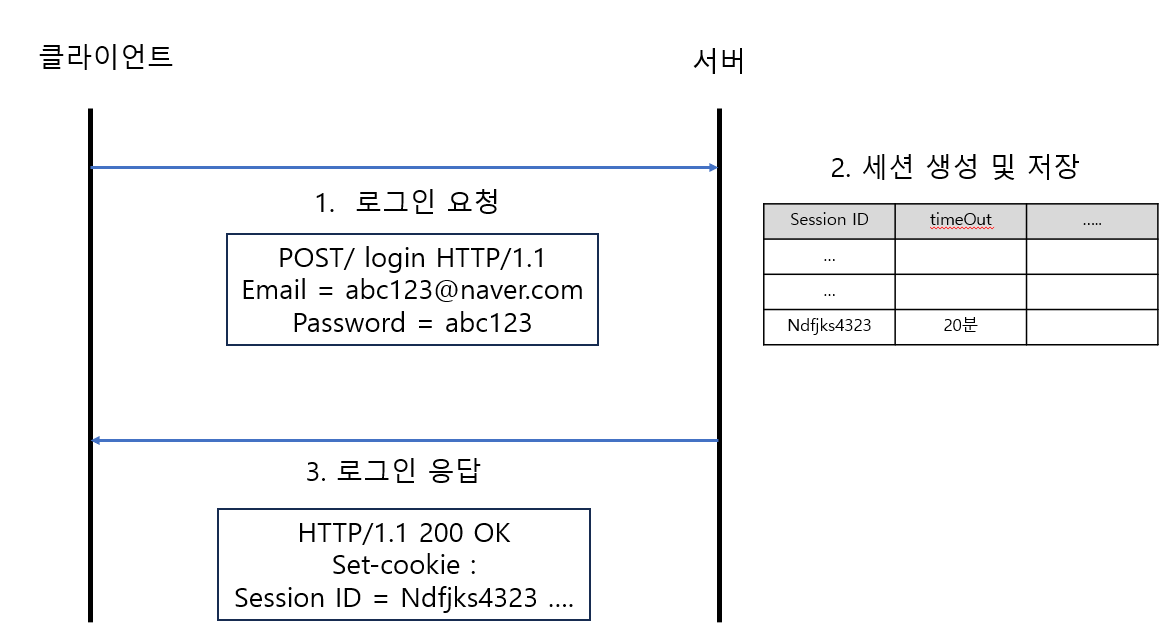 클라이언트
서버
1. 로그인 요청
POST/ login HTTP/1.1
Email = abc123@naver.com
Password = abc123
2. 세션 생성 및 저장
Session ID timeOut .....
...
...
Ndfjks4323 20분
3. 로그인 응답
HTTP/1.1 200 OK
Set-cookie :
Session ID = Ndfjks4323 ....